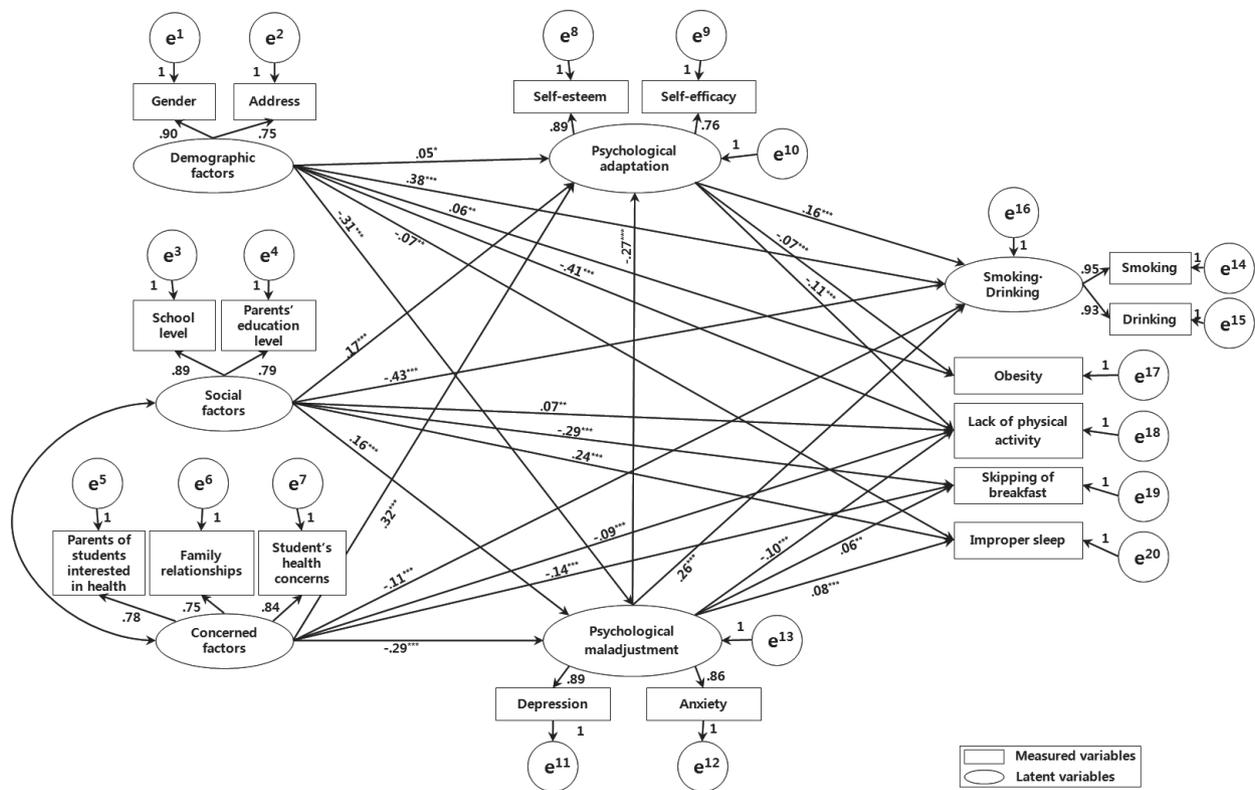 e1
e2
e8
e9
1
1
1
1
Gender
Address
Self-esteem
Self-efficacy
.90
.75
.89
.76
Demographic
factors
Psychological
adaptation
1
e10
.05*
.38***
.06**
-.31***
-.07**
-.41***
-.27***
.16***
-.07***
-.11***
e16
1
Smoking·
Drinking
.95
.93
Smoking
Drinking
1
e14
1
e15
e3
e4
1
1
School
level
Parents'
education
level
.89
.79
Social
factors
.17***
-.43***
.07**
-.29***
.24***
.16***
.32***
Obesity
1
e17
Lack of physical
activity
1
e18
Skipping of
breakfast
1
e19
Improper sleep
1
e20
e5
e6
e7
1
1
1
Parents of
students
interested
in health
Family
relationships
Student's
health
concerns
.78
.75
.84
Concerned
factors
-.11***
-.09***
-.14***
-.29***
.26***
-.10***
.06**
.08***
Psychological
maladjustment
1
e13
.89
.86
Depression
Anxiety
1
1
e11
e12
Measured variables
Latent variables